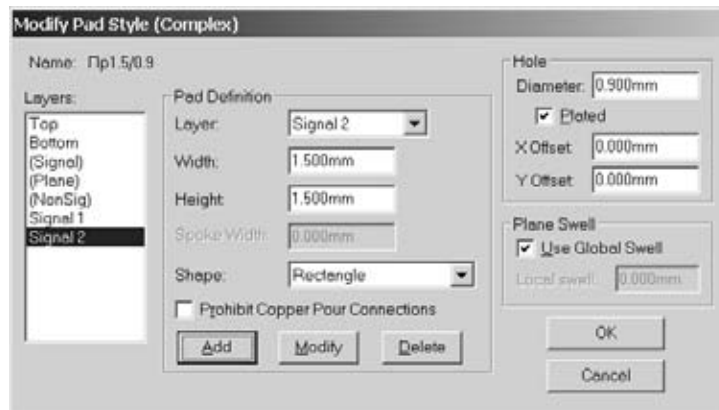 Modify Pad Style (Complex)
Name: Пр1.5/0.9
Layers:
Top
Bottom
(Signal)
(Plane)
(NonSig)
Signal 1
Signal 2
Pad Definition
Layer: Signal 2
Width: 1.500mm
Height: 1.500mm
Spoke Width: 0.000mm
Shape: Rectangle
Prohibit Copper Pour Connections
Add Modify Delete
Hole
Diameter: 0.900mm
Plated
X Offset: 0.000mm
Y Offset: 0.000mm
Plane Swell
Use Global Swell
Local swell: 0.000mm
OK
Cancel